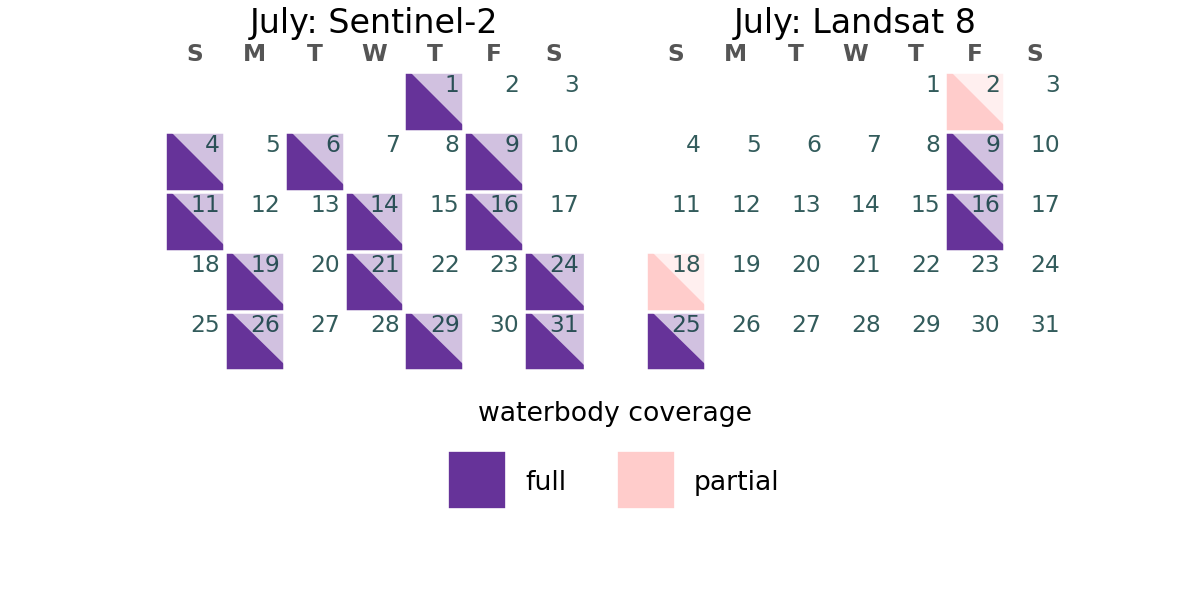 July: Sentinel-2
S M T W T F S
1 2 3
4 5 6 7 8 9 10
11 12 13 14 15 16 17
18 19 20 21 22 23 24
25 26 27 28 29 30 31
July: Landsat 8
S M T W T F S
1 2 3
4 5 6 7 8 9 10
11 12 13 14 15 16 17
18 19 20 21 22 23 24
25 26 27 28 29 30 31
waterbody coverage
full partial